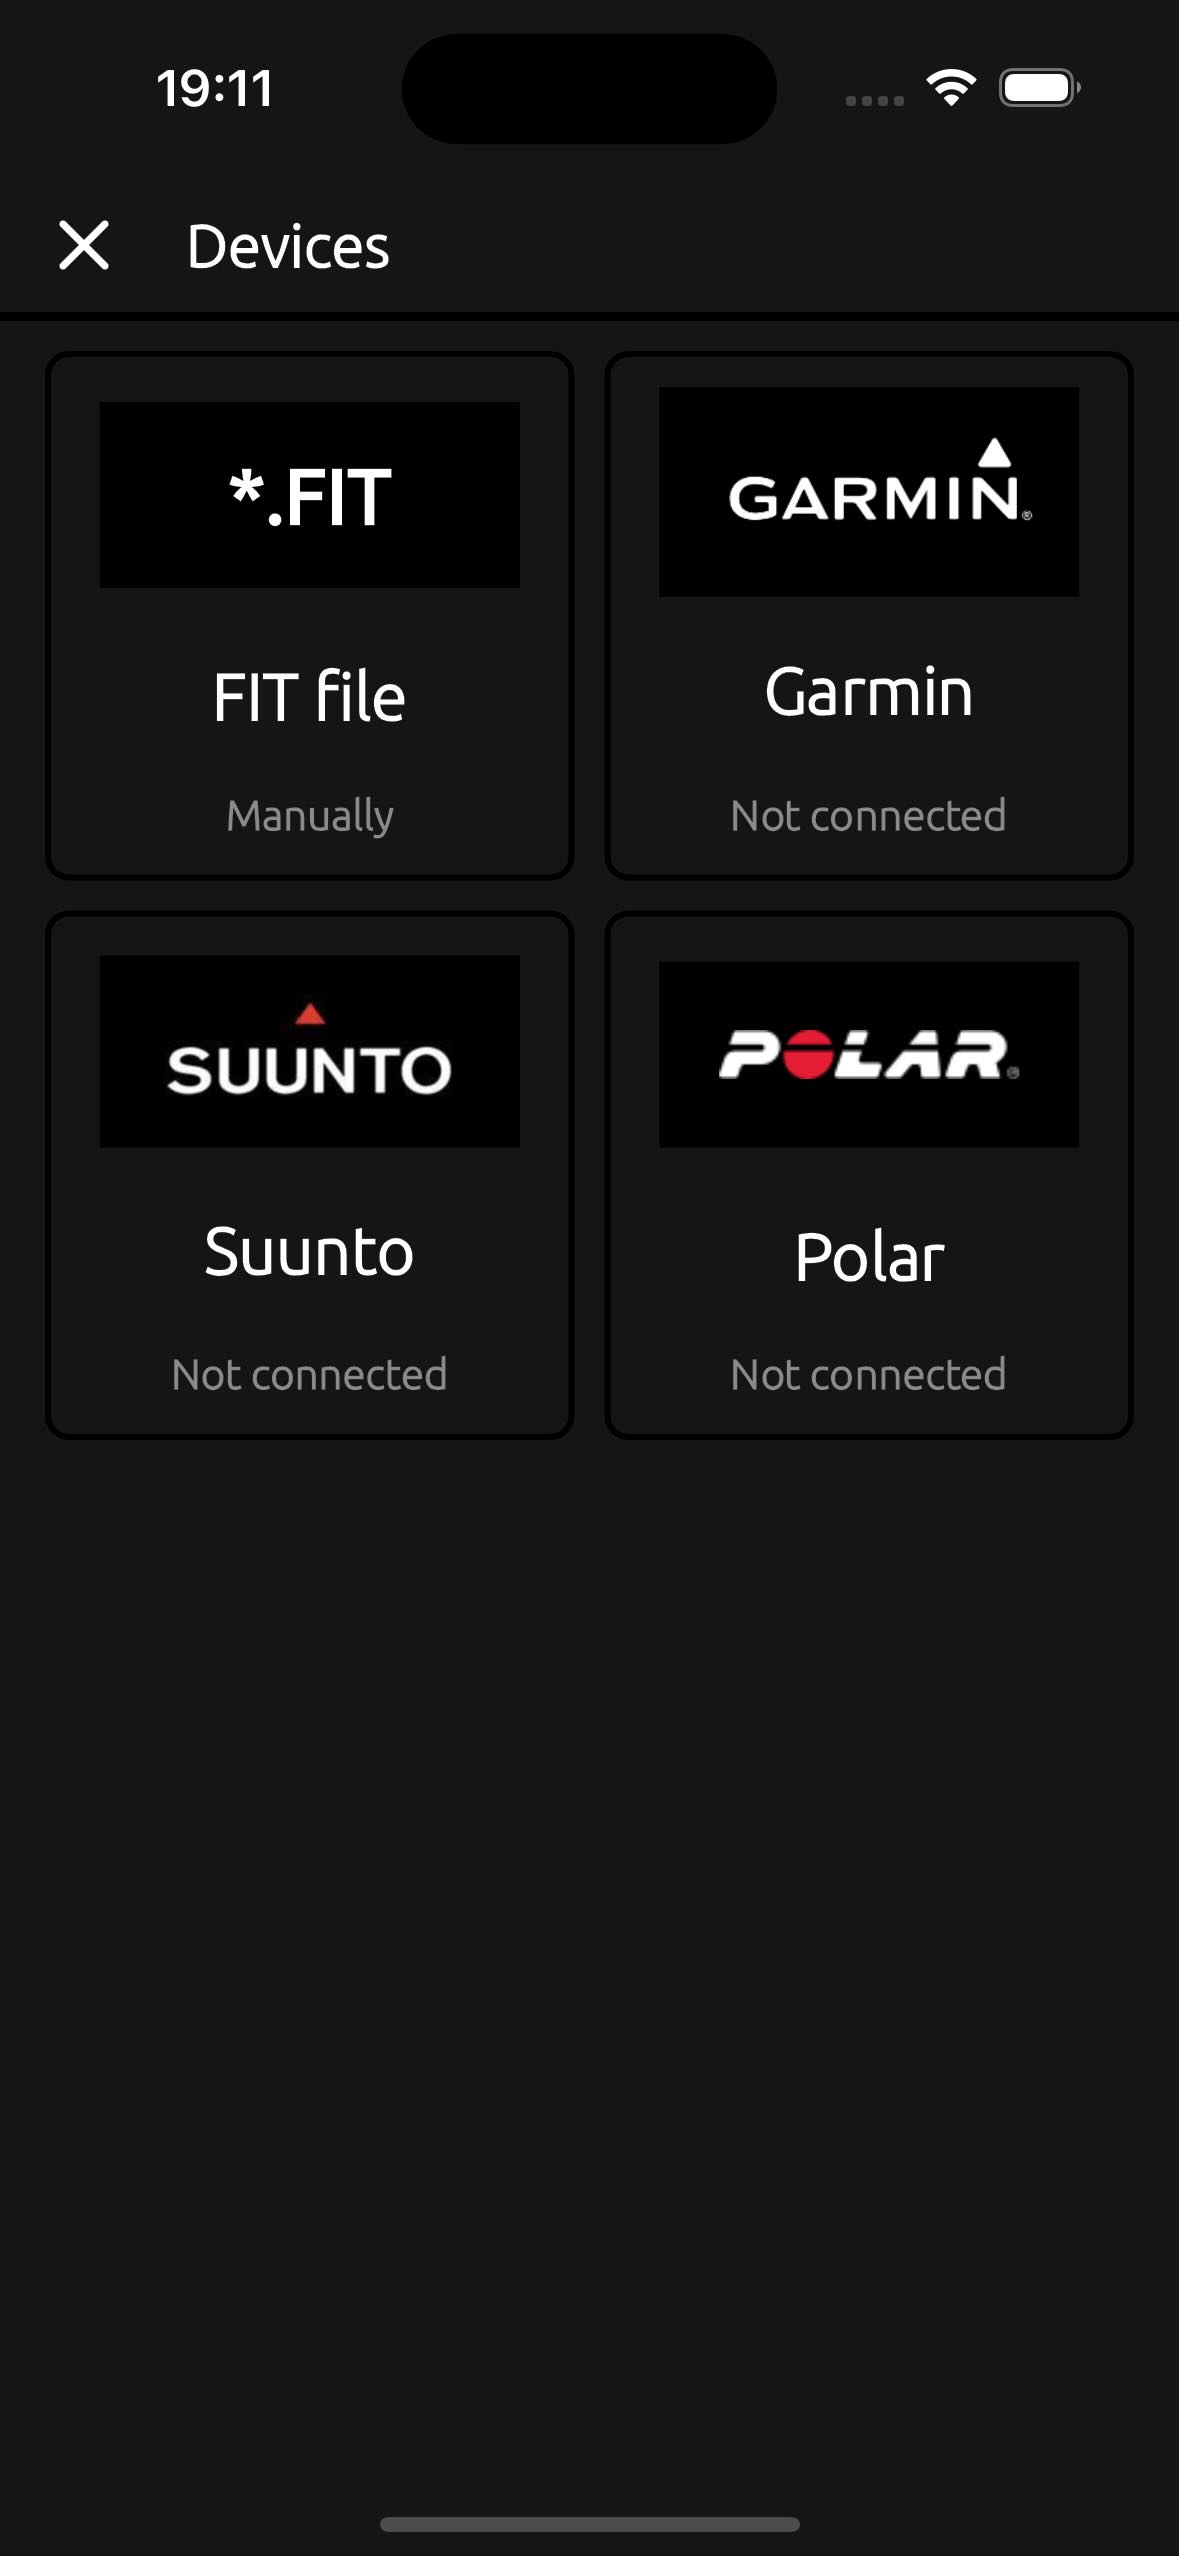 19:11
Devices
*.FIT
FIT file
Manually
GARMIN®
Garmin
Not connected
SUUNTO
Suunto
Not connected
POLAR®
Polar
Not connected